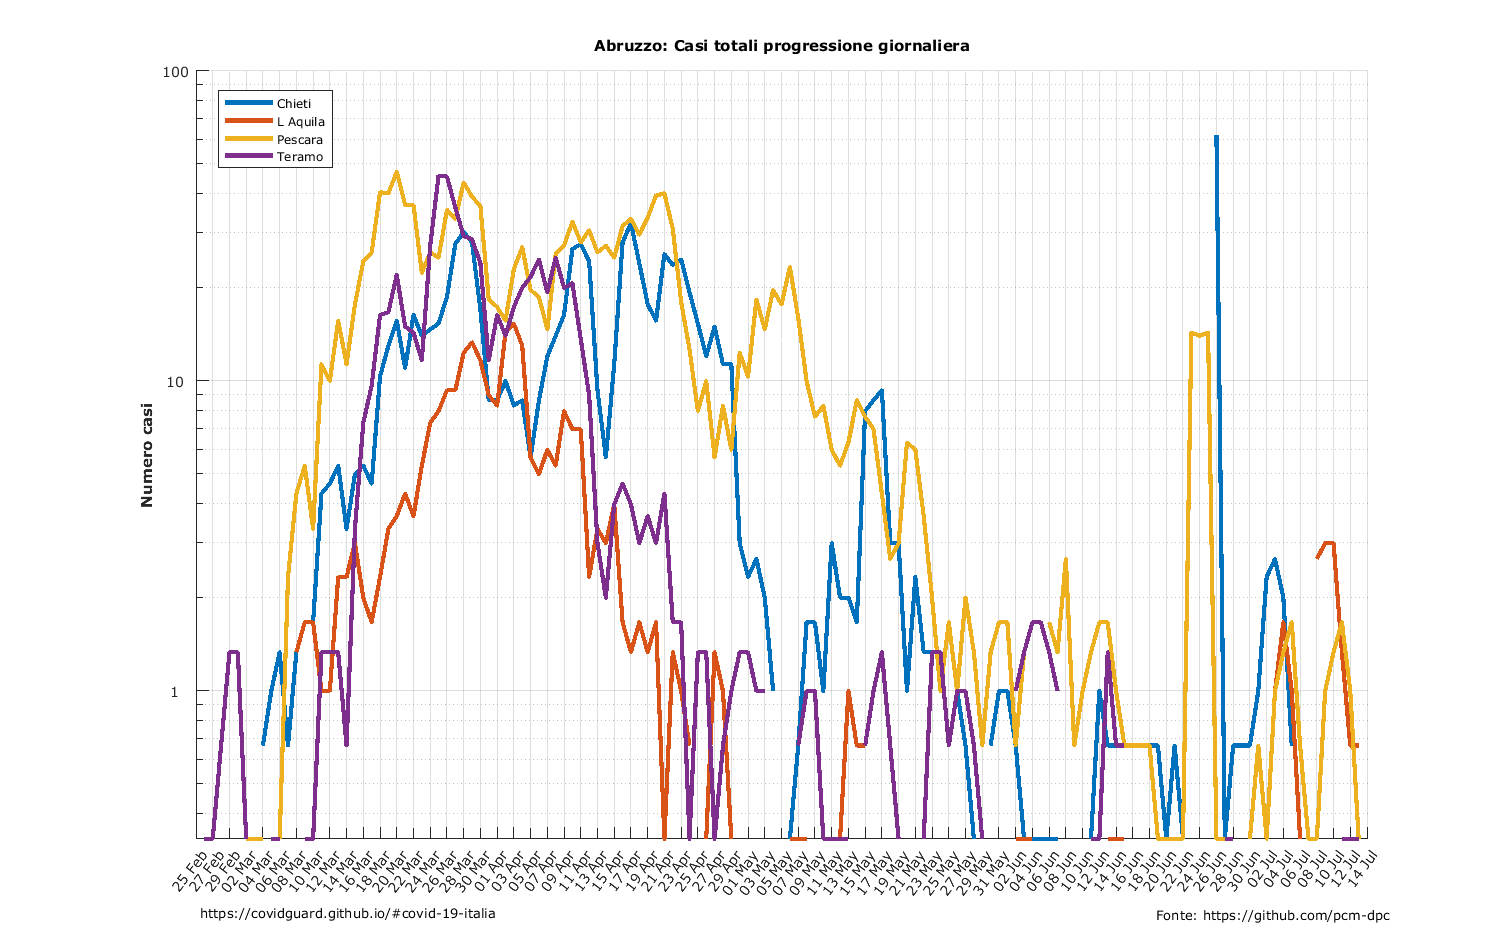 Abruzzo: Casi totali progressione giornaliera
100
10
1
Numero casi
Chieti
L Aquila
Pescara
Teramo
25 Feb
27 Feb
29 Feb
02 Mar
04 Mar
06 Mar
08 Mar
10 Mar
12 Mar
14 Mar
16 Mar
18 Mar
20 Mar
22 Mar
24 Mar
26 Mar
28 Mar
30 Mar
01 Apr
03 Apr
05 Apr
07 Apr
09 Apr
11 Apr
13 Apr
15 Apr
17 Apr
19 Apr
21 Apr
23 Apr
25 Apr
27 Apr
29 Apr
01 May
03 May
05 May
07 May
09 May
11 May
13 May
15 May
17 May
19 May
21 May
23 May
25 May
27 May
29 May
31 May
02 Jun
04 Jun
06 Jun
08 Jun
10 Jun
12 Jun
14 Jun
16 Jun
18 Jun
20 Jun
22 Jun
24 Jun
26 Jun
28 Jun
30 Jun
02 Jul
04 Jul
06 Jul
08 Jul
10 Jul
12 Jul
14 Jul
https://covidguard.github.io/#covid-19-italia
Fonte: https://github.com/pcm-dpc